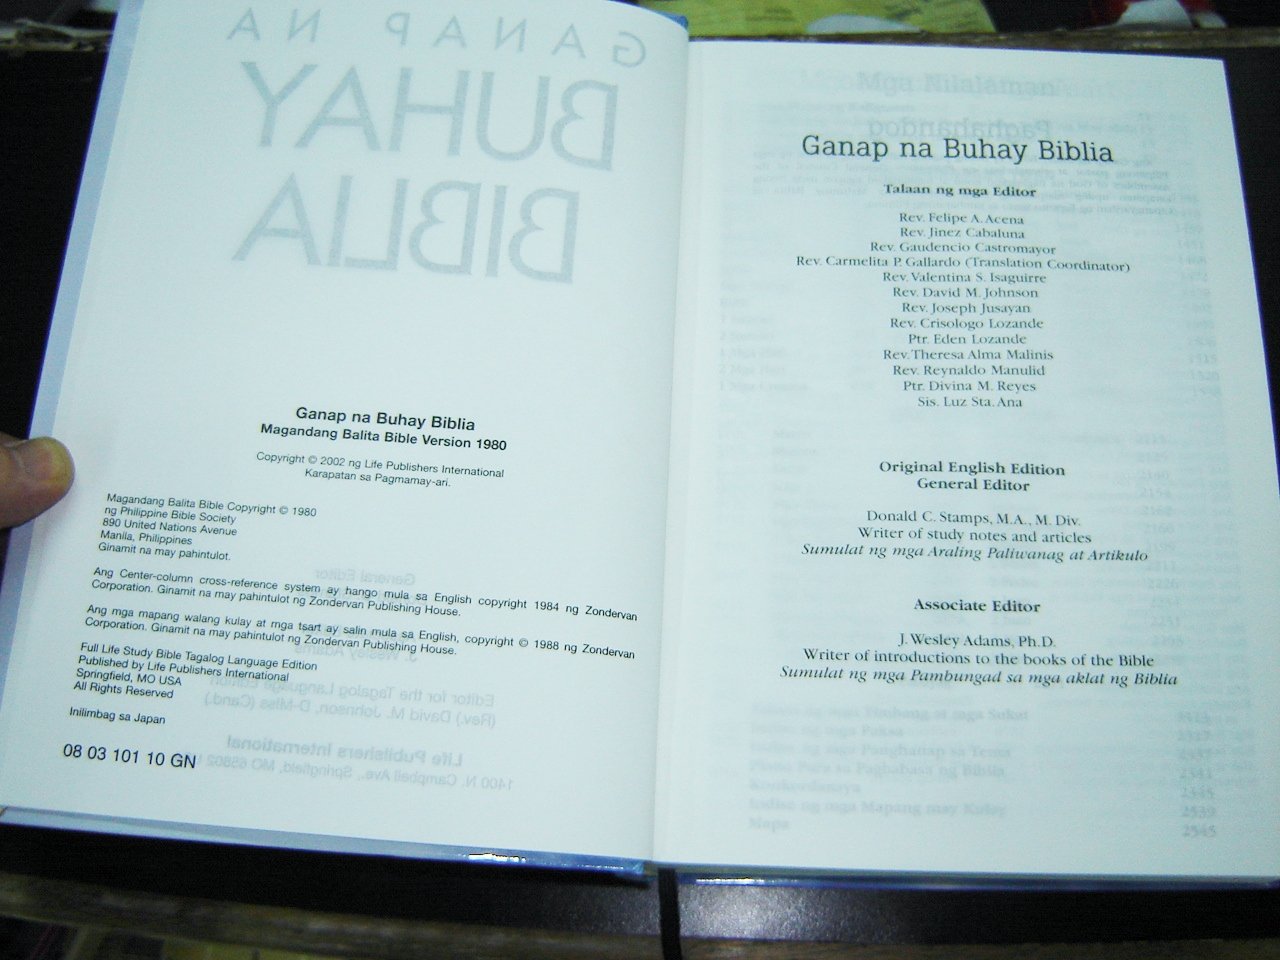 GANAP NA
BUHAY
BIBLIA
Ganap na Buhay Biblia
Magandang Balita Bible Version 1980
Copyright © 2002 ng Life Publishers International
Karapatan sa Pagmamay-ari.
Magandang Balita Bible Copyright © 1980
ng Philippine Bible Society
890 United Nations Avenue
Manila, Philippines
Ginamit na may pahintulot.
Ang Center-column cross-reference system ay hango mula sa English copyright 1984 ng Zondervan
Corporation. Ginamit na may pahintulot ng Zondervan Publishing House.
Ang mga mapang walang kulay at mga tsart ay salin mula sa English, copyright © 1988 ng Zondervan
Corporation. Ginamit na may pahintulot ng Zondervan Publishing House.
Full Life Study Bible Tagalog Language Edition
Published by Life Publishers International
Springfield, MO USA
All Rights Reserved
Inilimbag sa Japan
08 03 101 10 GN
Ganap na Buhay Biblia
Talaan ng mga Editor
Rev. Felipe A. Acena
Rev. Jinez Cabaluna
Rev. Gaudencio Castromayor
Rev. Carmelita P. Gallardo (Translation Coordinator)
Rev. Valentina S. Isaguirre
Rev. David M. Johnson
Rev. Joseph Jusayan
Rev. Crisologo Lozande
Ptr. Eden Lozande
Rev. Theresa Alma Malinis
Rev. Reynaldo Manulid
Ptr. Divina M. Reyes
Sis. Luz Sta. Ana
Original English Edition
General Editor
Donald C. Stamps, M.A., M. Div.
Writer of study notes and articles
Sumulat ng mga Araling Paliwanag at Artikulo
Associate Editor
J. Wesley Adams, Ph.D.
Writer of introductions to the books of the Bible
Sumulat ng mga Pambungad sa mga aklat ng Biblia